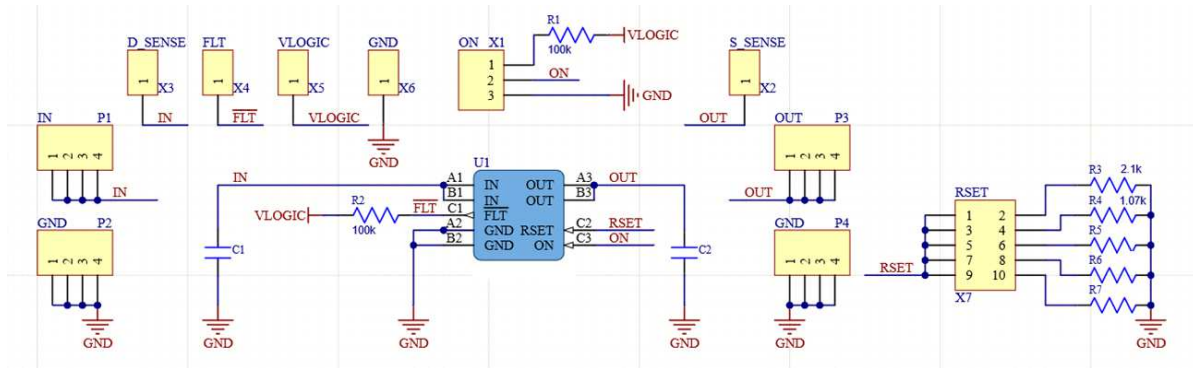 D_SENSE
1
X3
IN
FLT
1
X4
FLT
VLOGIC
1
X5
VLOGIC
GND
1
X6
GND
ON X1
1
2
3
R1
100k
VLOGIC
ON
GND
S_SENSE
1
X2
OUT
IN P1
1 2 3 4
IN
GND P2
1 2 3 4
GND
IN
C1
GND
VLOGIC
R2
100k
FLT
U1
A1 IN OUT A3
B1 IN OUT B3
C1 FLT
A2 GND RSET C2
B2 GND ON C3
GND
OUT
RSET
ON
C2
GND
OUT P3
1 2 3 4
OUT
GND P4
1 2 3 4
GND
RSET
RSET
1 2
3 4
5 6
7 8
9 10
X7
R3 2.1k
R4 1.07k
R5
R6
R7
GND